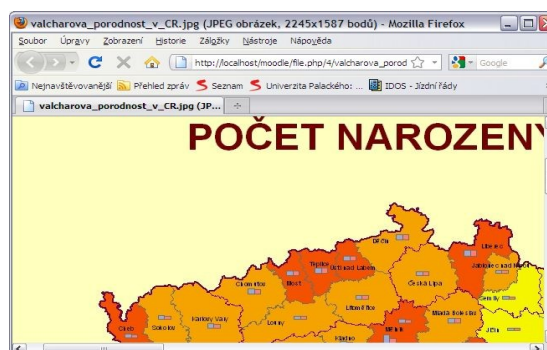 valcharova_porodnost_v_CR.jpg (JPEG obrázek, 2245x1587 bodů) - Mozilla Firefox
Soubor Úpravy Zobrazení Historie Záložky Nástroje Nápověda
http://localhost/moodle/file.php/4/valcharova_porod Google
Nejnavštěvovanější Přehled zpráv Seznam Univerzita Palackého: ... IDOS - Jízdní řády
valcharova_porodnost_v_CR.jpg (JP...
POČET NAROZENÝ
Děčín
Liberec
Teplice Ústí nad Labem
Jablonec nad Nisou
Chomutov Most Česká Lípa
Semily
Litoměřice
Karlovy Vary Louny Mladá Boleslav
Cheb Sokolov Mělník Jičín
Kladno